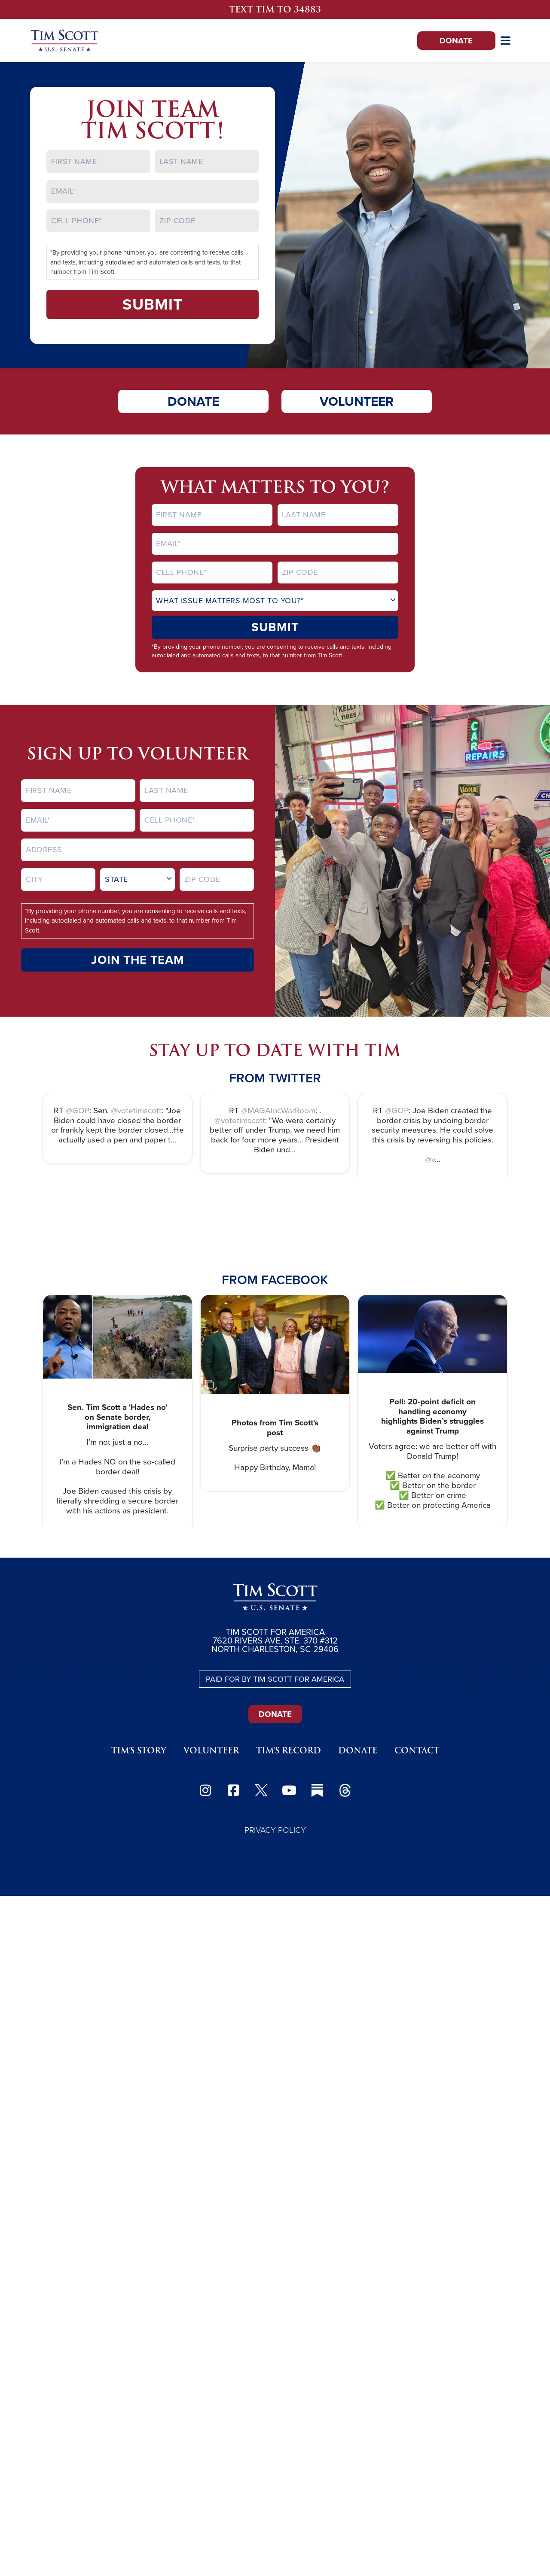 TEXT TIM TO 34883
TIM SCOTT
U.S. SENATE
DONATE
JOIN TEAM
TIM SCOTT!
FIRST NAME
LAST NAME
EMAIL*
CELL PHONE*
ZIP CODE
*By providing your phone number, you are consenting to receive calls
and texts, including autodialed and automated calls and texts, to that
number from Tim Scott.
SUBMIT
DONATE
VOLUNTEER
WHAT MATTERS TO YOU?
FIRST NAME
LAST NAME
EMAIL*
CELL PHONE*
ZIP CODE
WHAT ISSUE MATTERS MOST TO YOU?*
SUBMIT
*By providing your phone number, you are consenting to receive calls and texts, including
autodialed and automated calls and texts, to that number from Tim Scott.
SIGN UP TO VOLUNTEER
FIRST NAME
LAST NAME
EMAIL*
CELL PHONE*
ADDRESS
CITY
STATE
ZIP CODE
*By providing your phone number, you are consenting to receive calls and texts,
including autodialed and automated calls and texts, to that number from Tim
Scott.
JOIN THE TEAM
KELLY
TIRES
CAR
REPAIRS
VALVOLINE
CH
STAY UP TO DATE WITH TIM
FROM TWITTER
RT @GOP: Sen. @votetimscott: "Joe
Biden could have closed the border
or frankly kept the border closed...He
actually used a pen and paper t...
RT @MAGAIncWarRoom: .
@votetimscott: "We were certainly
better off under Trump, we need him
back for four more years... President
Biden und...
RT @GOP: Joe Biden created the
border crisis by undoing border
security measures. He could solve
this crisis by reversing his policies.
@v...
FROM FACEBOOK
Sen. Tim Scott a 'Hades no'
on Senate border,
immigration deal
I'm not just a no...
I'm a Hades NO on the so-called
border deal!
Joe Biden caused this crisis by
literally shredding a secure border
with his actions as president.
Photos from Tim Scott's
post
Surprise party success 👏🏾
Happy Birthday, Mama!
Poll: 20-point deficit on
handling economy
highlights Biden's struggles
against Trump
Voters agree: we are better off with
Donald Trump!
✅ Better on the economy
✅ Better on the border
✅ Better on crime
✅ Better on protecting America
TIM SCOTT
U.S. SENATE
TIM SCOTT FOR AMERICA
7620 RIVERS AVE, STE. 370 #312
NORTH CHARLESTON, SC 29406
PAID FOR BY TIM SCOTT FOR AMERICA
DONATE
TIM'S STORY
VOLUNTEER
TIM'S RECORD
DONATE
CONTACT
PRIVACY POLICY